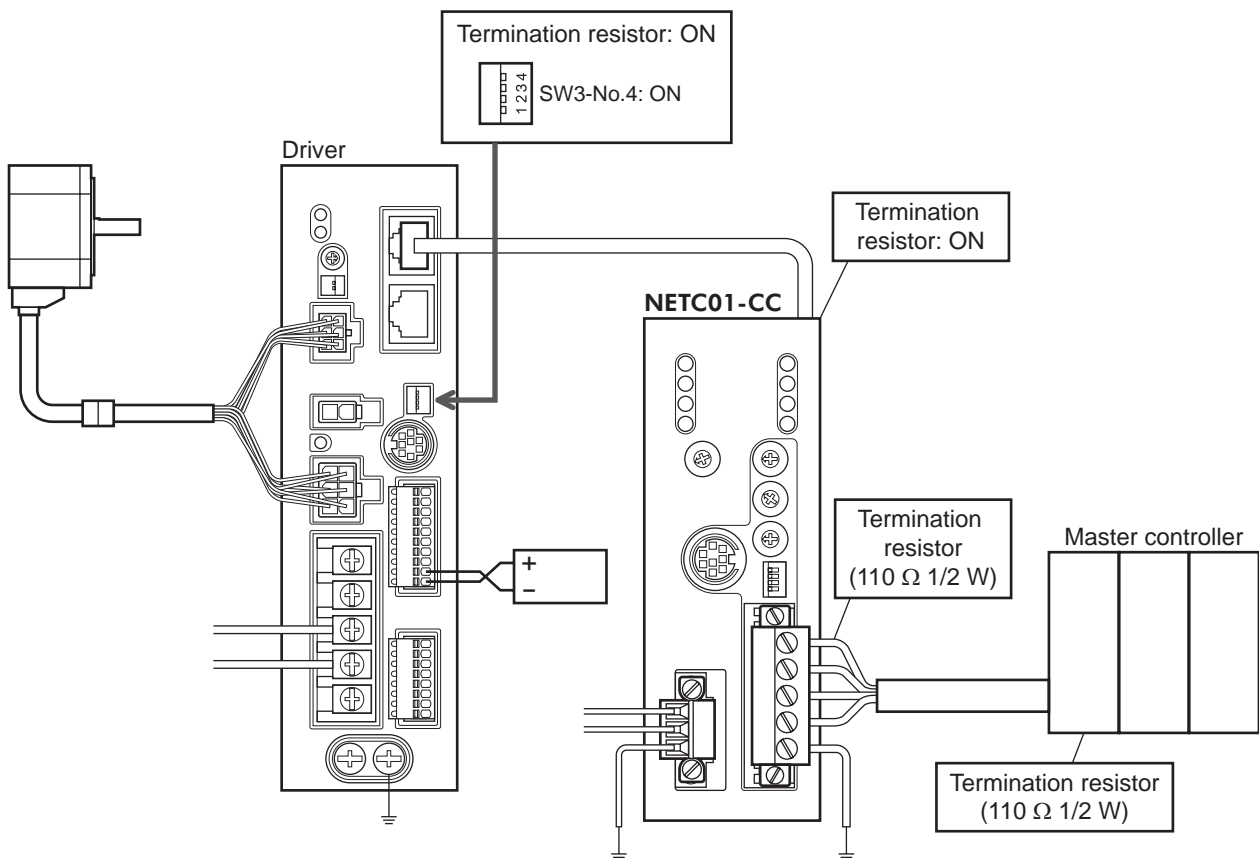 Termination resistor: ON
1234
SW3-No.4: ON
Driver
Termination
resistor: ON
NETC01-CC
Termination
resistor
(110 Ω 1/2 W)
Master controller
+
−
Termination resistor
(110 Ω 1/2 W)